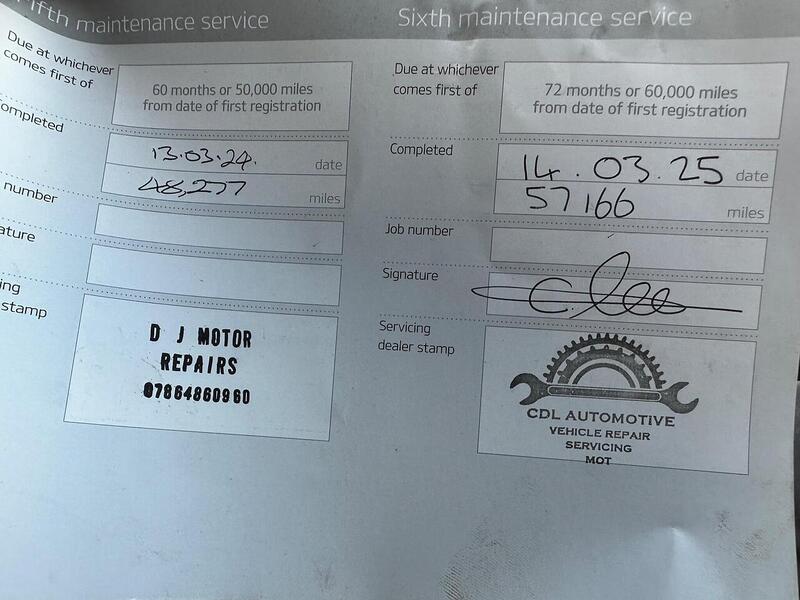 Fifth maintenance service
Due at whichever
comes first of
60 months or 50,000 miles
from date of first registration
ompleted
13.03.24.
date
48,277
miles
number
ature
ing
stamp
D J MOTOR
REPAIRS
07864860960
Sixth maintenance service
Due at whichever
comes first of
72 months or 60,000 miles
from date of first registration
Completed
14.03.25
date
57166
miles
Job number
Signature
C. Lee
Servicing
dealer stamp
CDL AUTOMOTIVE
VEHICLE REPAIR
SERVICING
MOT